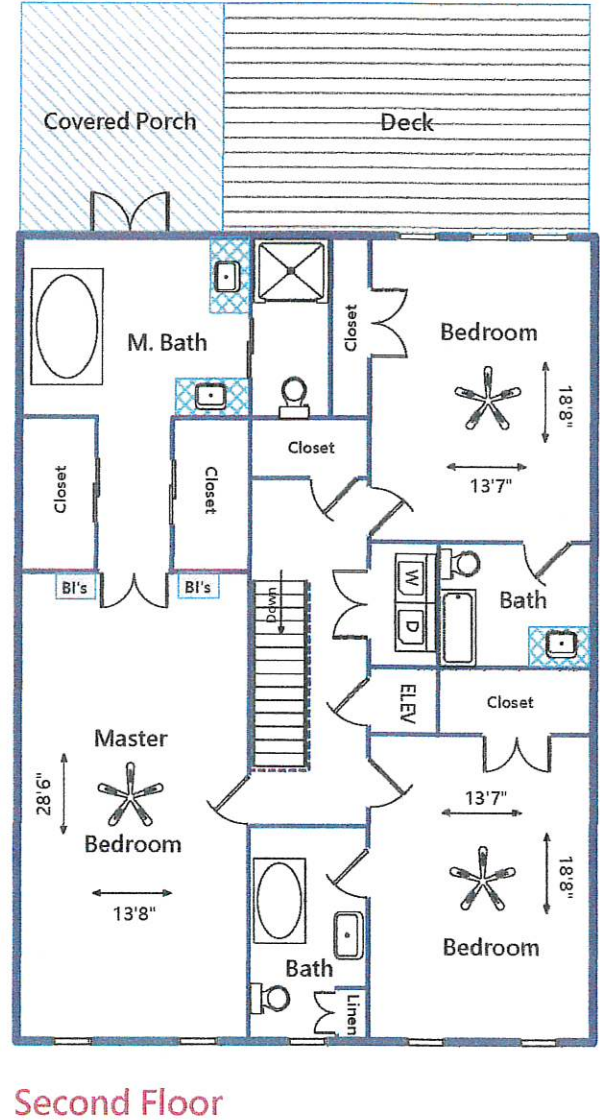 Covered Porch
Deck
M. Bath
Closet
Bedroom
18'8"
13'7"
Closet
Closet
Closet
BI's
BI's
Down
W
D
Bath
ELEV
Closet
Master
Bedroom
28'6"
13'8"
13'7"
18'8"
Bedroom
Bath
Linen
Second Floor